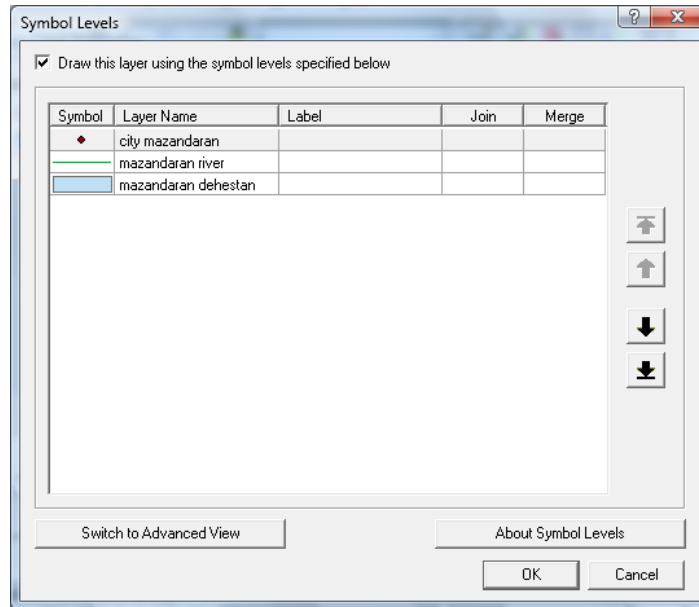 Symbol Levels
Draw this layer using the symbol levels specified below
Symbol Layer Name Label Join Merge
city mazandaran
mazandaran river
mazandaran dehestan
Switch to Advanced View About Symbol Levels
OK Cancel